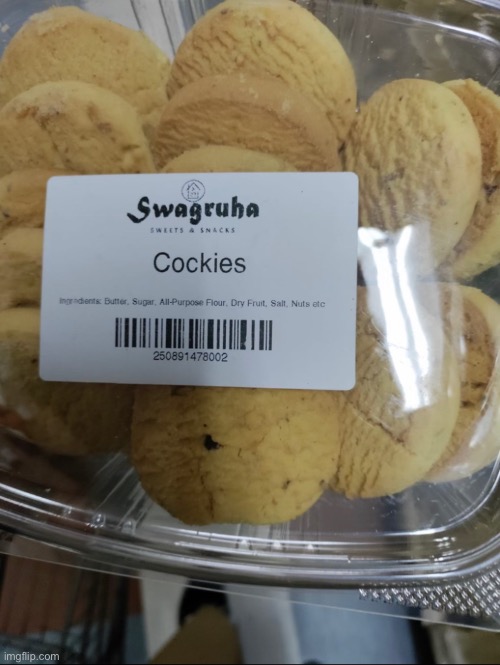 Swagruha
SWEETS & SNACKS
Cockies
Ingredients: Butter, Sugar, All-Purpose Flour, Dry Fruit, Salt, Nuts etc
250891478002
imgflip.com